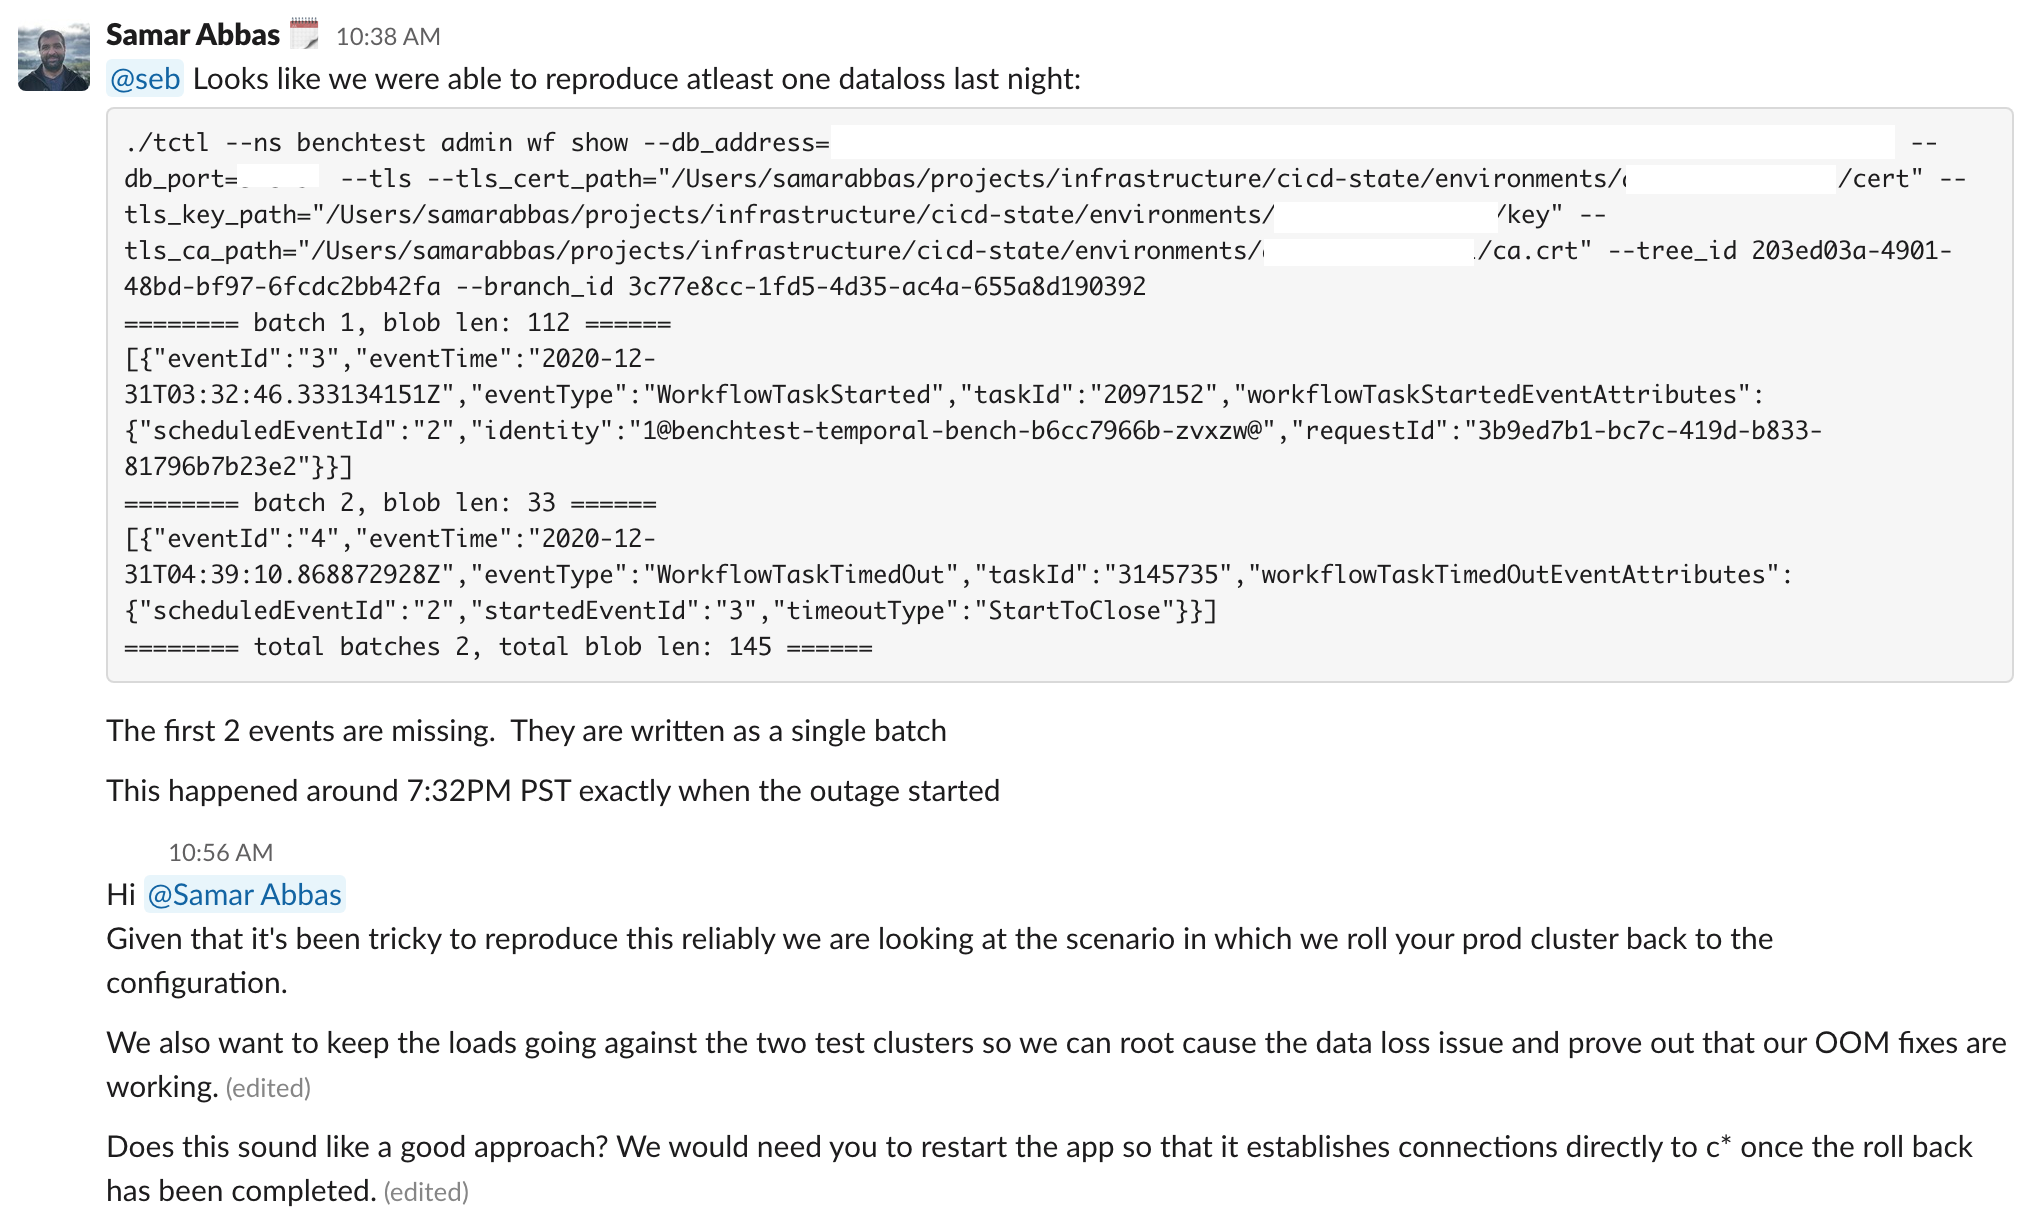 Samar Abbas 10:38 AM
@seb Looks like we were able to reproduce atleast one dataloss last night:
./tctl --ns benchtest admin wf show --db_address= --
db_port= --tls --tls_cert_path="/Users/samarabbas/projects/infrastructure/cicd-state/environments/ /cert" --
tls_key_path="/Users/samarabbas/projects/infrastructure/cicd-state/environments/ /key" --
tls_ca_path="/Users/samarabbas/projects/infrastructure/cicd-state/environments/ /ca.crt" --tree_id 203ed03a-4901-
48bd-bf97-6fcdc2bb42fa --branch_id 3c77e8cc-1fd5-4d35-ac4a-655a8d190392
======== batch 1, blob len: 112 ======
[{"eventId":"3","eventTime":"2020-12-
31T03:32:46.333134151Z","eventType":"WorkflowTaskStarted","taskId":"2097152","workflowTaskStartedEventAttributes":
{"scheduledEventId":"2","identity":"1@benchtest-temporal-bench-b6cc7966b-zvxzw@","requestId":"3b9ed7b1-bc7c-419d-b833-
81796b7b23e2"}}]
======== batch 2, blob len: 33 ======
[{"eventId":"4","eventTime":"2020-12-
31T04:39:10.868872928Z","eventType":"WorkflowTaskTimedOut","taskId":"3145735","workflowTaskTimedOutEventAttributes":
{"scheduledEventId":"2","startedEventId":"3","timeoutType":"StartToClose"}}]
======== total batches 2, total blob len: 145 ======
The first 2 events are missing.  They are written as a single batch
This happened around 7:32PM PST exactly when the outage started
10:56 AM
Hi @Samar Abbas
Given that it's been tricky to reproduce this reliably we are looking at the scenario in which we roll your prod cluster back to the
configuration.
We also want to keep the loads going against the two test clusters so we can root cause the data loss issue and prove out that our OOM fixes are
working. (edited)
Does this sound like a good approach? We would need you to restart the app so that it establishes connections directly to c* once the roll back
has been completed. (edited)